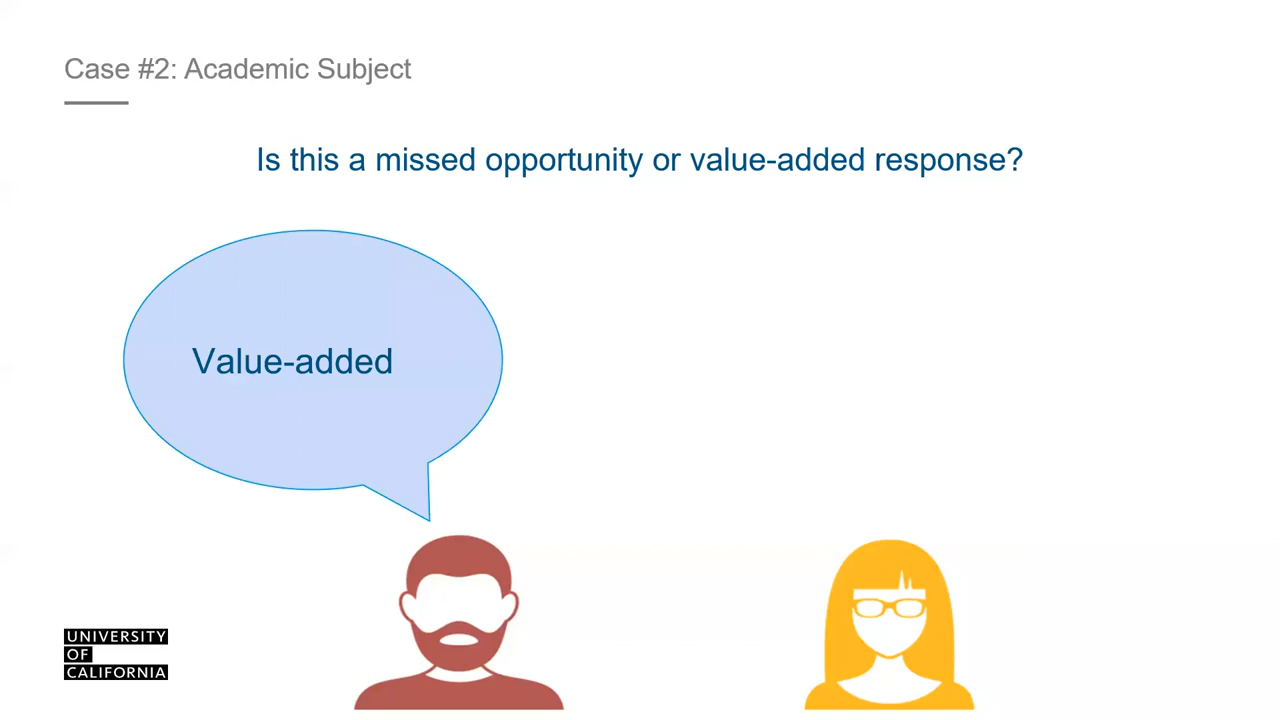 Case #2: Academic Subject
Is this a missed opportunity or value-added response?
Value-added
UNIVERSITY
OF
CALIFORNIA